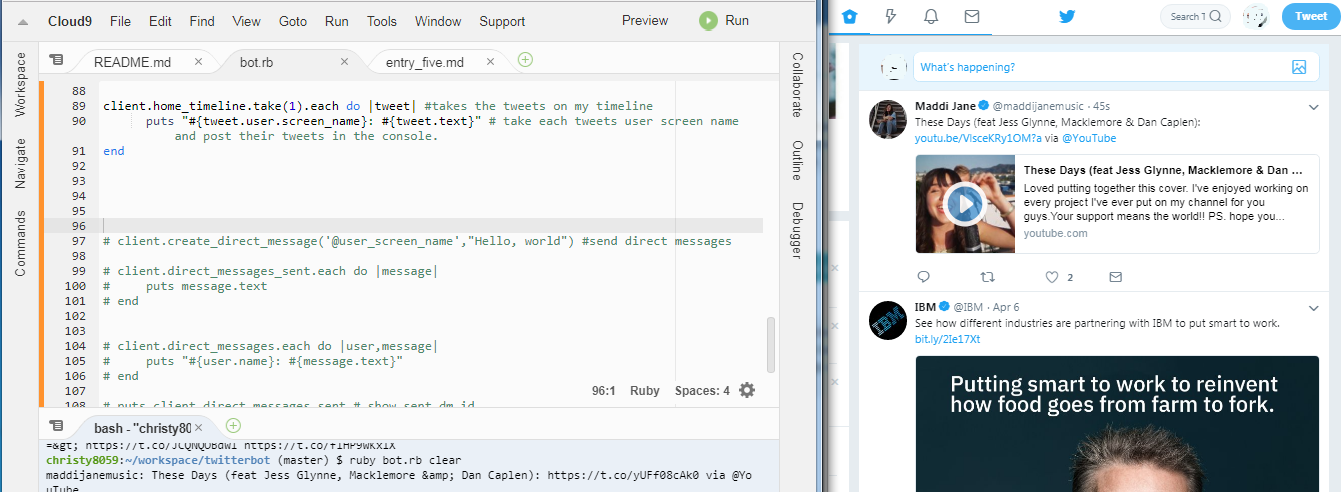 Cloud9 File Edit Find View Goto Run Tools Window Support Preview Run
Workspace
Navigate
Commands
README.md × bot.rb × entry_five.md ×
88
89 client.home_timeline.take(1).each do |tweet| #takes the tweets on my timeline
90 puts "#{tweet.user.screen_name}: #{tweet.text}" # take each tweets user screen name
and post their tweets in the console.
91 end
92
93
94
95
96
97 # client.create_direct_message('@user_screen_name',"Hello, world") #send direct messages
98
99 # client.direct_messages_sent.each do |message|
100 # puts message.text
101 # end
102
103
104 # client.direct_messages.each do |user,message|
105 # puts "#{user.name}: #{message.text}"
106 # end
107
108 # puts client.direct_messages_sent # show sent dm id
96:1 Ruby Spaces: 4
Collaborate
Outline
Debugger
bash - "christy80 ×
christy8059:~/workspace/twitterbot (master) $ ruby bot.rb clear
maddijanemusic: These Days (feat Jess Glynne, Macklemore &amp; Dan Caplen): https://t.co/yUFf08cAk0 via @Yo
uTube
Search T
Tweet
What's happening?
Maddi Jane @maddijanemusic · 45s
These Days (feat Jess Glynne, Macklemore & Dan Caplen):
youtu.be/VlsceKRy1OM?a via @YouTube
These Days (feat Jess Glynne, Macklemore & Dan ...
Loved putting together this cover. I've enjoyed working on
every project I've ever put on my channel for you
guys.Your support means the world!! PS. hope you...
youtube.com
2
IBM @IBM · Apr 6
See how different industries are partnering with IBM to put smart to work.
bit.ly/2Ie17Xt
IBM
Putting smart to work to reinvent
how food goes from farm to fork.